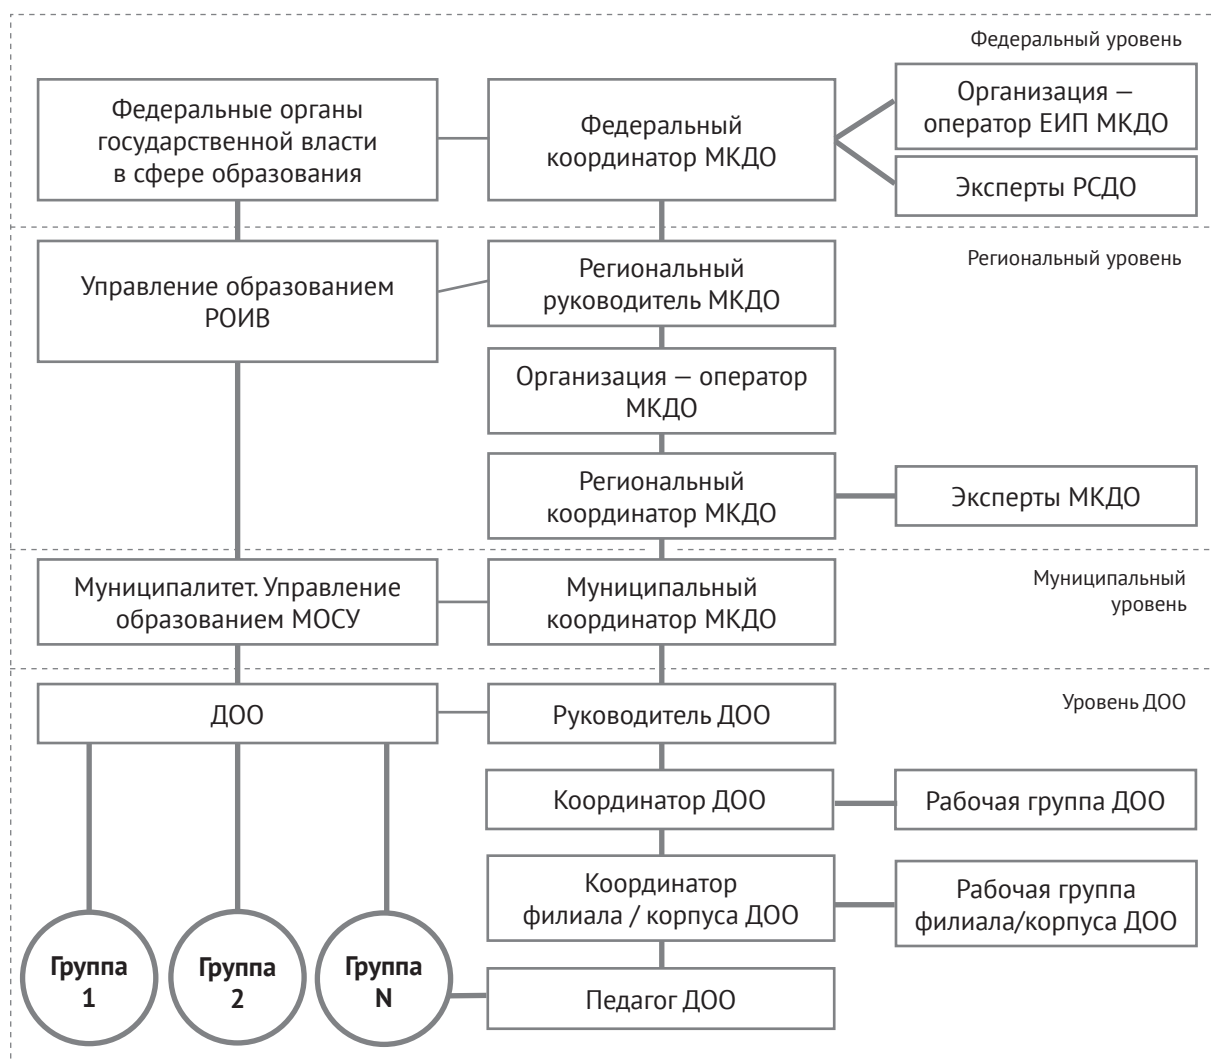 Федеральный уровень
Федеральные органы
государственной власти
в сфере образования
Федеральный
координатор МКДО
Организация —
оператор ЕИП МКДО
Эксперты РСДО
Региональный уровень
Управление образованием
РОИВ
Региональный
руководитель МКДО
Организация — оператор
МКДО
Региональный
координатор МКДО
Эксперты МКДО
Муниципальный
уровень
Муниципалитет. Управление
образованием МОСУ
Муниципальный
координатор МКДО
Уровень ДОО
ДОО
Руководитель ДОО
Координатор ДОО
Рабочая группа ДОО
Координатор
филиала / корпуса ДОО
Рабочая группа
филиала/корпуса ДОО
Группа
1
Группа
2
Группа
N
Педагог ДОО